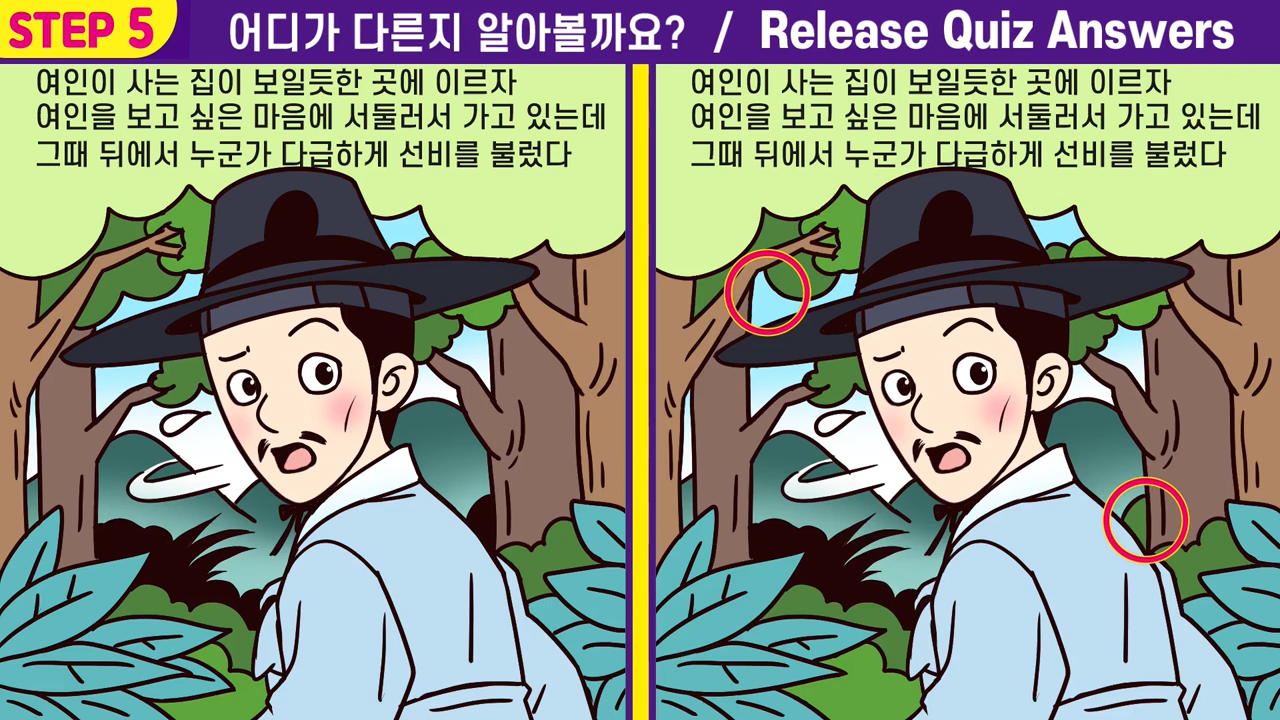 STEP 5
어디가 다른지 알아볼까요? / Release Quiz Answers
여인이 사는 집이 보일듯한 곳에 이르자
여인을 보고 싶은 마음에 서둘러서 가고 있는데
그때 뒤에서 누군가 다급하게 선비를 불렀다
여인이 사는 집이 보일듯한 곳에 이르자
여인을 보고 싶은 마음에 서둘러서 가고 있는데
그때 뒤에서 누군가 다급하게 선비를 불렀다